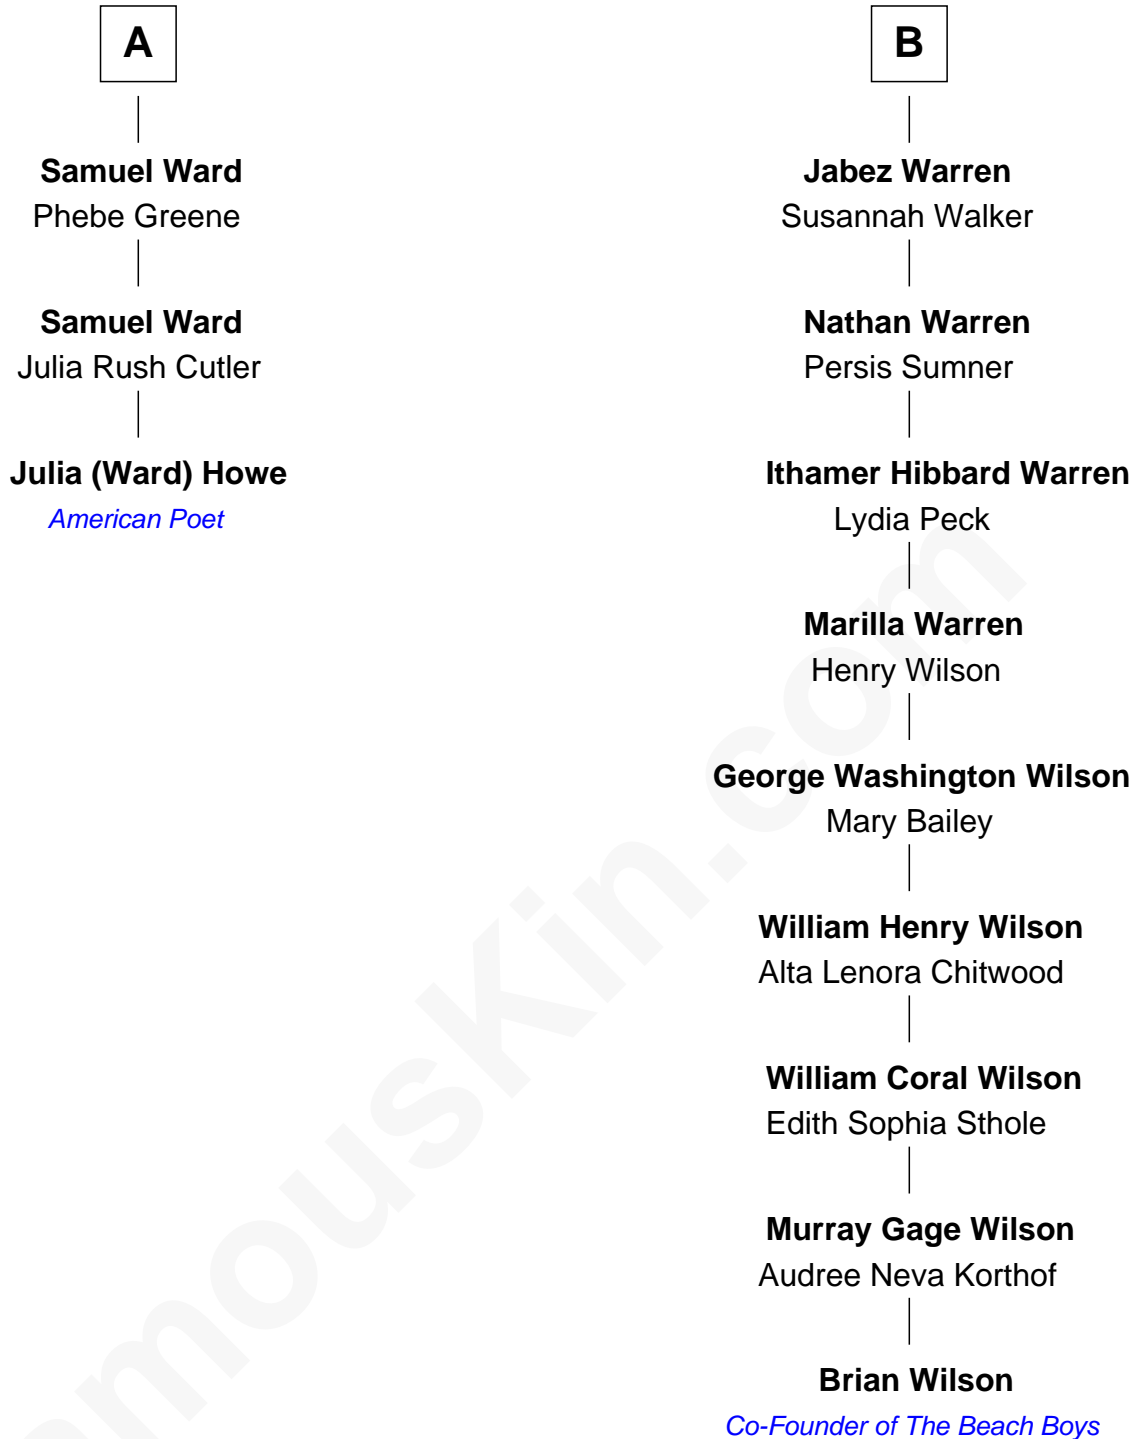 A
Samuel Ward
Phebe Greene
Samuel Ward
Julia Rush Cutler
Julia (Ward) Howe
American Poet
B
Jabez Warren
Susannah Walker
Nathan Warren
Persis Sumner
Ithamer Hibbard Warren
Lydia Peck
Marilla Warren
Henry Wilson
George Washington Wilson
Mary Bailey
William Henry Wilson
Alta Lenora Chitwood
William Coral Wilson
Edith Sophia Sthole
Murray Gage Wilson
Audree Neva Korthof
Brian Wilson
Co-Founder of The Beach Boys
amouskin.com